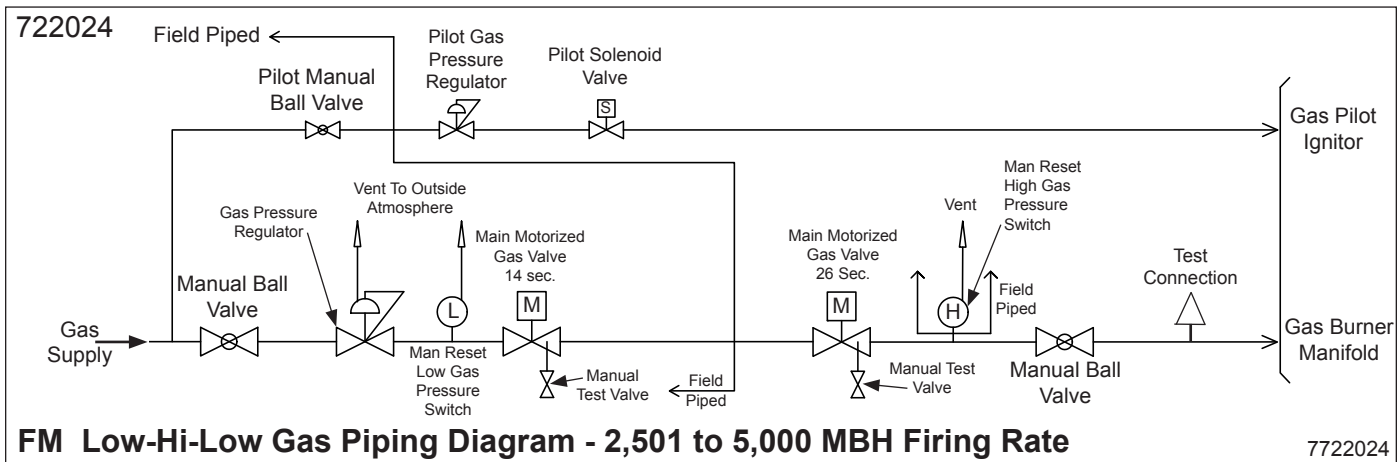 722024
Field Piped
Pilot Gas
Pressure
Regulator
Pilot Solenoid
Valve
Pilot Manual
Ball Valve
S
Gas Pilot
Ignitor
Vent To Outside
Atmosphere
Gas Pressure
Regulator
Man Reset
High Gas
Pressure
Switch
Vent
Main Motorized
Gas Valve
14 sec.
Main Motorized
Gas Valve
26 Sec.
Test
Connection
Manual Ball
Valve
Field
Piped
L
M
M
H
Gas
Supply
Gas Burner
Manifold
Man Reset
Low Gas
Pressure
Switch
Manual
Test Valve
Field
Piped
Manual Test
Valve
Manual Ball
Valve
FM Low-Hi-Low Gas Piping Diagram - 2,501 to 5,000 MBH Firing Rate
7722024